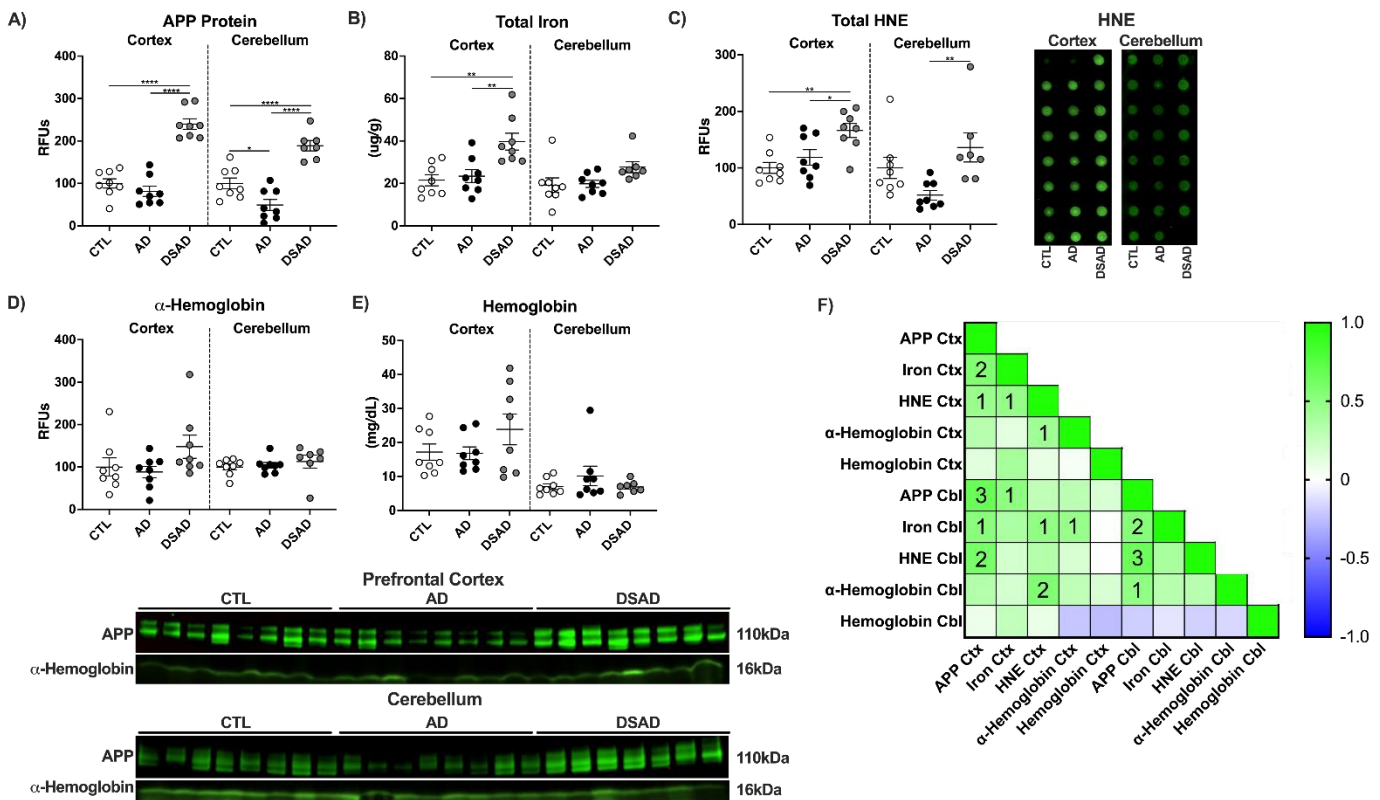 A)
APP Protein
Cortex
Cerebellum
RFUs
400
300
200
100
0
****
****
****
****
*
CTL
AD
DSAD
CTL
AD
DSAD
B)
Total Iron
Cortex
Cerebellum
(ug/g)
80
60
40
20
0
**
**
CTL
AD
DSAD
CTL
AD
DSAD
C)
Total HNE
Cortex
Cerebellum
RFUs
300
200
100
0
**
*
**
CTL
AD
DSAD
CTL
AD
DSAD
HNE
Cortex
Cerebellum
CTL
AD
DSAD
CTL
AD
DSAD
D)
α-Hemoglobin
Cortex
Cerebellum
RFUs
400
300
200
100
0
CTL
AD
DSAD
CTL
AD
DSAD
E)
Hemoglobin
Cortex
Cerebellum
(mg/dL)
50
40
30
20
10
0
CTL
AD
DSAD
CTL
AD
DSAD
Prefrontal Cortex
CTL AD DSAD
APP 110kDa
α-Hemoglobin 16kDa
Cerebellum
CTL AD DSAD
APP 110kDa
α-Hemoglobin 16kDa
F)
APP Ctx
Iron Ctx 2
HNE Ctx 1 1
α-Hemoglobin Ctx 1
Hemoglobin Ctx
APP Cbl 3 1
Iron Cbl 1 1 1 2
HNE Cbl 2 3
α-Hemoglobin Cbl 2 1
Hemoglobin Cbl
APP Ctx
Iron Ctx
HNE Ctx
α-Hemoglobin Ctx
Hemoglobin Ctx
APP Cbl
Iron Cbl
HNE Cbl
α-Hemoglobin Cbl
Hemoglobin Cbl
1.0
0.5
0
-0.5
-1.0